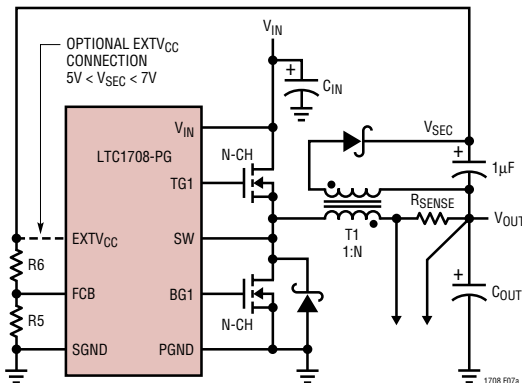 OPTIONAL EXTVCC
CONNECTION
5V < VSEC < 7V
VIN
+
CIN
VIN
LTC1708-PG
N-CH
TG1
VSEC
+
1µF
RSENSE
VOUT
T1
1:N
EXTVCC
SW
R6
FCB
BG1
+
COUT
R5
N-CH
SGND
PGND
1708 F07a